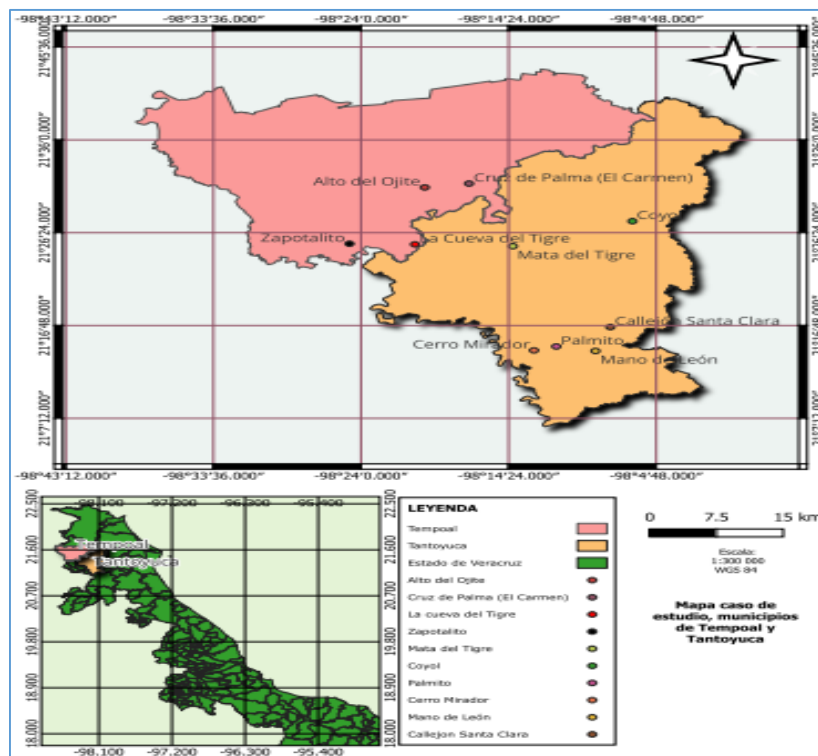 -98°43'12.000" -98°33'36.000" -98°24'0.000" -98°14'24.000" -98°4'48.000"
21°45'36.000"
21°36'0.000"
21°26'24.000"
21°16'48.000"
21°7'12.000"
Alto del Ojite
Cruz de Palma (El Carmen)
Coyol
Zapotalito
La Cueva del Tigre
Mata del Tigre
Callejón Santa Clara
Cerro Mirador
Palmito
Mano de León
-98°43'12.000" -98°33'36.000" -98°24'0.000" -98°14'24.000" -98°4'48.000"
-98.100 -97.200 -96.300 -95.400
22.500
21.600
20.700
19.800
18.900
18.000
Tempoal
Tantoyuca
-98.100 -97.200 -96.300 -95.400
LEYENDA
Tempoal
Tantoyuca
Estado de Veracruz
Alto del Ojite
Cruz de Palma (El Carmen)
La cueva del Tigre
Zapotalito
Mata del Tigre
Coyol
Palmito
Cerro Mirador
Mano de León
Callejon Santa Clara
0 7.5 15 km
Escala:
1:300 000
WGS 84
Mapa caso de
estudio, municipios
de Tempoal y
Tantoyuca